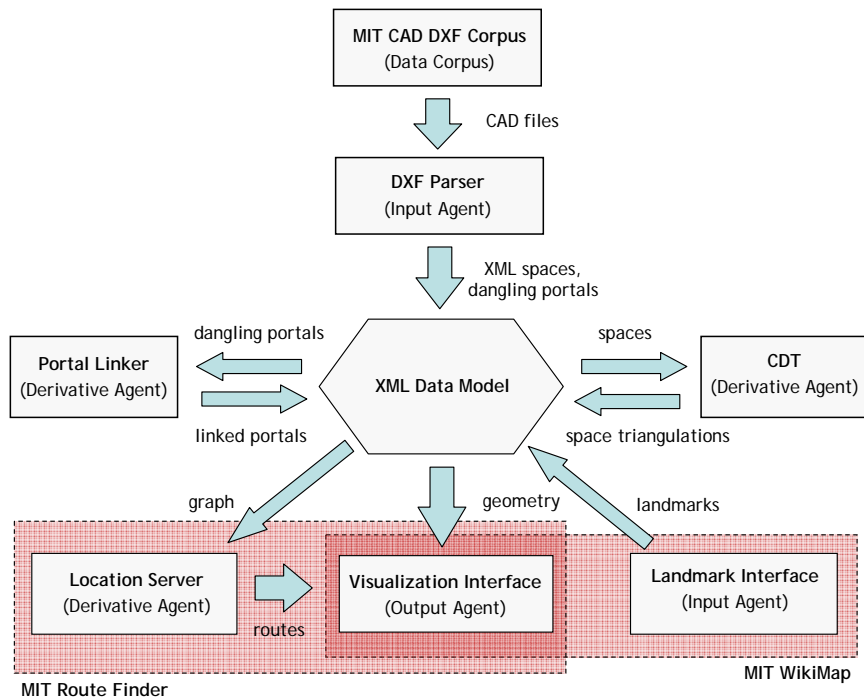 MIT CAD DXF Corpus
(Data Corpus)
CAD files
DXF Parser
(Input Agent)
XML spaces,
dangling portals
dangling portals
spaces
Portal Linker
(Derivative Agent)
XML Data Model
CDT
(Derivative Agent)
linked portals
space triangulations
graph
geometry
landmarks
Location Server
(Derivative Agent)
routes
Visualization Interface
(Output Agent)
Landmark Interface
(Input Agent)
MIT Route Finder
MIT WikiMap